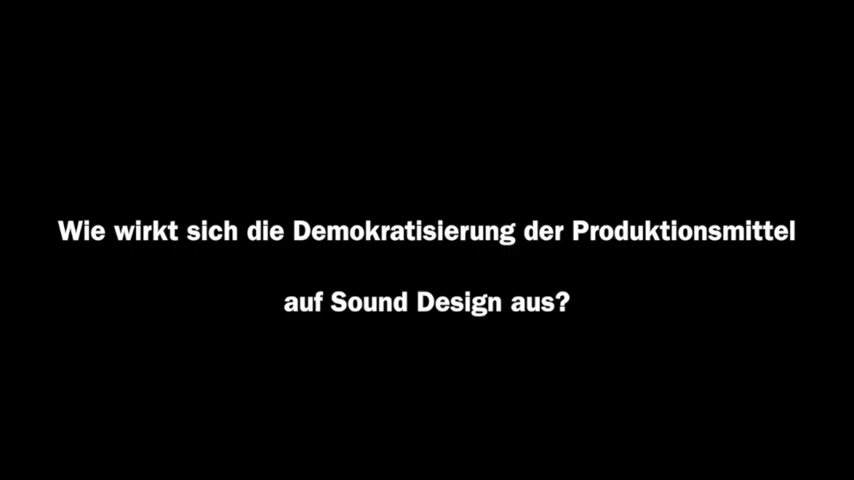 Wie wirkt sich die Demokratisierung der Produktionsmittel
auf Sound Design aus?